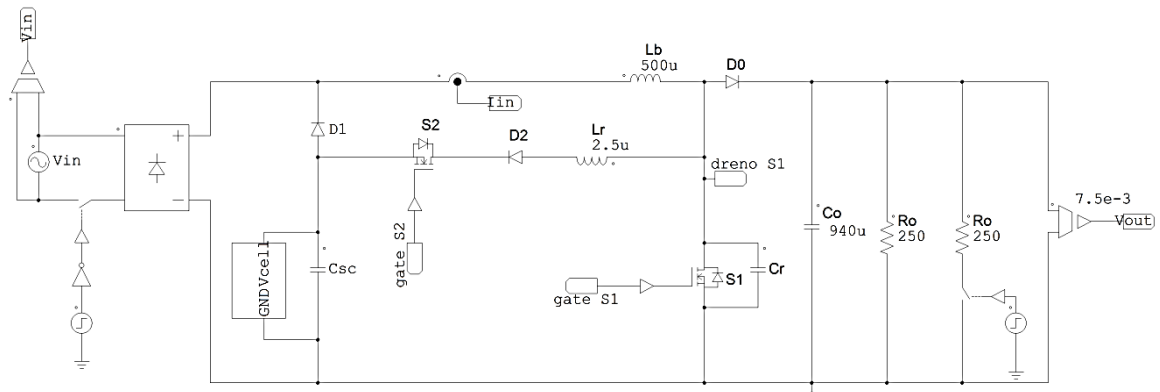 Vin
Lb
500u
D0
Iin
D1
S2
D2
Lr
2.5u
Vin
+
−
dreno S1
7.5e-3
Vout
Co
940u
Ro
250
Ro
250
gate S2
GNDVcell
Csc
Cr
S1
gate S1